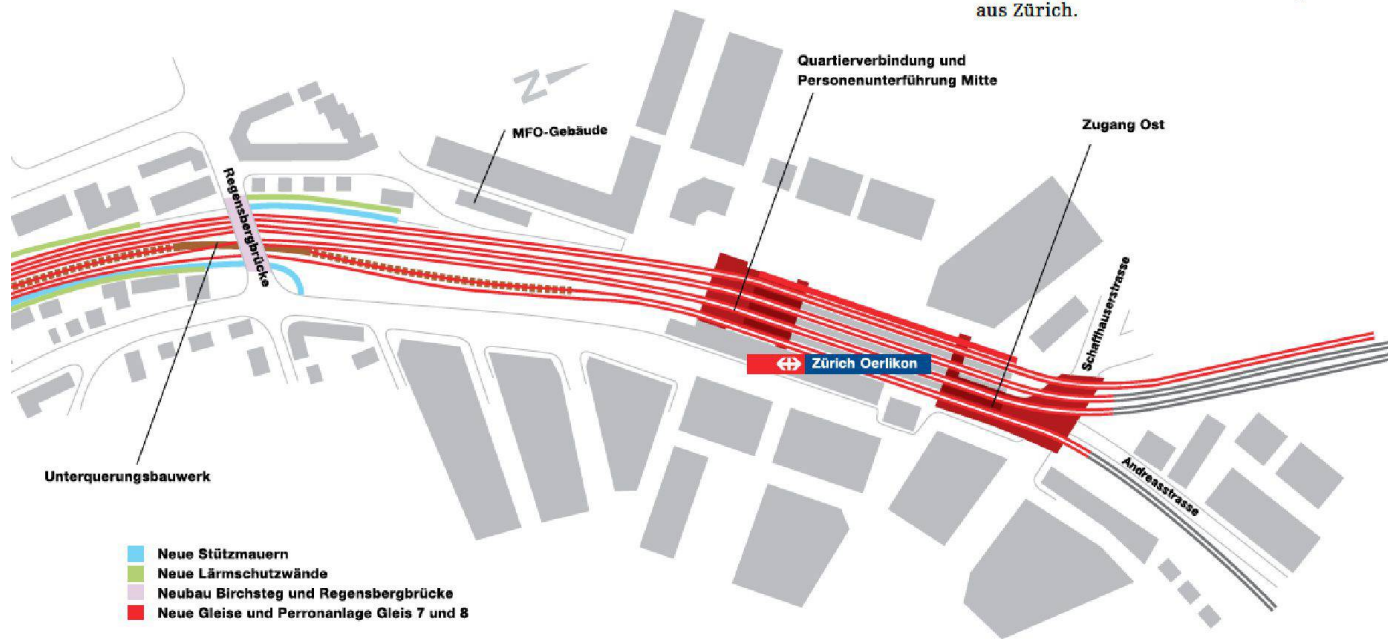 aus Zürich.
Quartierverbindung und
Personenunterführung Mitte
N
MFO-Gebäude
Zugang Ost
Regensbergbrücke
Schaffhauserstrasse
Zürich Oerlikon
Unterquerungsbauwerk
Andreasstrasse
Neue Stützmauern
Neue Lärmschutzwände
Neubau Birchsteg und Regensbergbrücke
Neue Gleise und Perronanlage Gleis 7 und 8